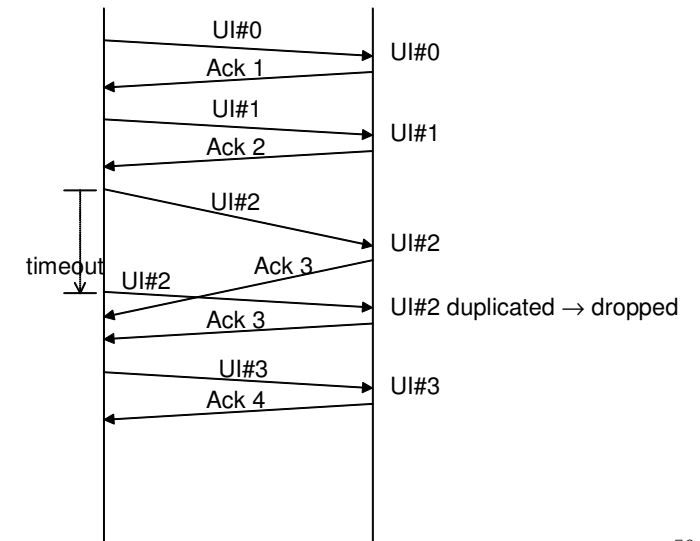 UI#0
UI#0
Ack 1
UI#1
UI#1
Ack 2
UI#2
UI#2
timeout
Ack 3
UI#2
UI#2 duplicated → dropped
Ack 3
UI#3
UI#3
Ack 4